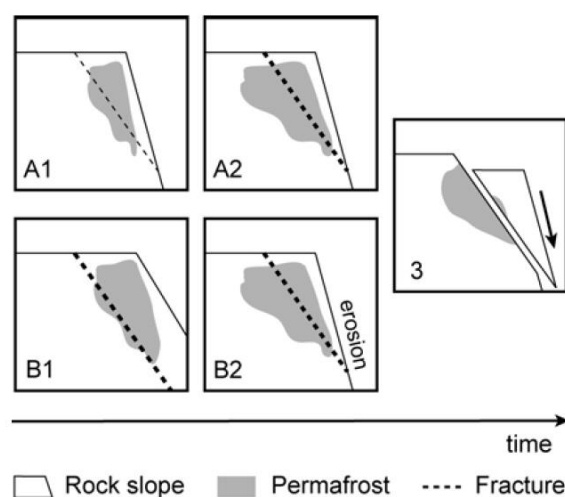 A1
A2
3
B1
B2
erosion
time
Rock slope
Permafrost
Fracture